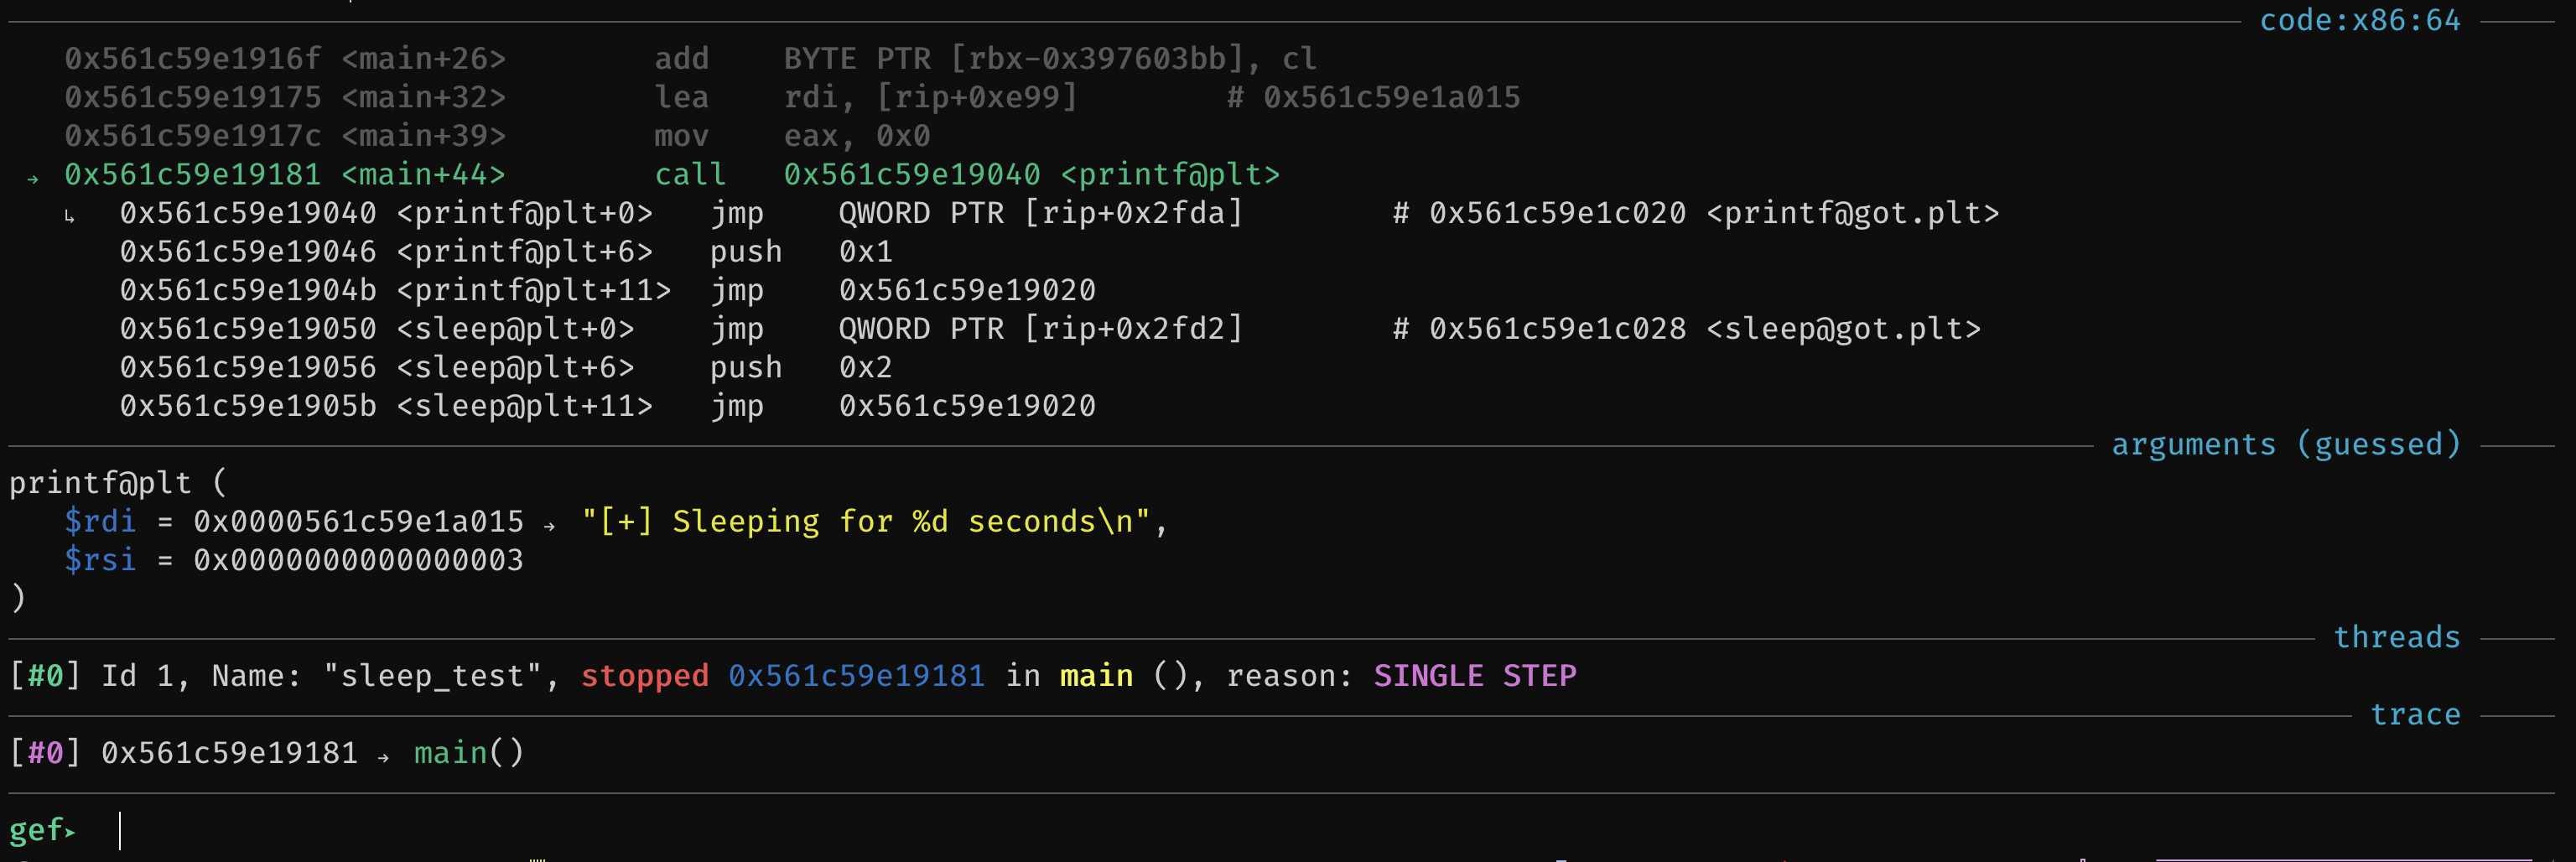 code:x86:64
0x561c59e1916f <main+26> add BYTE PTR [rbx-0x397603bb], cl
0x561c59e19175 <main+32> lea rdi, [rip+0xe99] # 0x561c59e1a015
0x561c59e1917c <main+39> mov eax, 0x0
→ 0x561c59e19181 <main+44> call 0x561c59e19040 <printf@plt>
↳ 0x561c59e19040 <printf@plt+0> jmp QWORD PTR [rip+0x2fda] # 0x561c59e1c020 <printf@got.plt>
0x561c59e19046 <printf@plt+6> push 0x1
0x561c59e1904b <printf@plt+11> jmp 0x561c59e19020
0x561c59e19050 <sleep@plt+0> jmp QWORD PTR [rip+0x2fd2] # 0x561c59e1c028 <sleep@got.plt>
0x561c59e19056 <sleep@plt+6> push 0x2
0x561c59e1905b <sleep@plt+11> jmp 0x561c59e19020
arguments (guessed)
printf@plt (
$rdi = 0x0000561c59e1a015 → "[+] Sleeping for %d seconds\n",
$rsi = 0x0000000000000003
)
threads
[#0] Id 1, Name: "sleep_test", stopped 0x561c59e19181 in main (), reason: SINGLE STEP
trace
[#0] 0x561c59e19181 → main()
gef➤